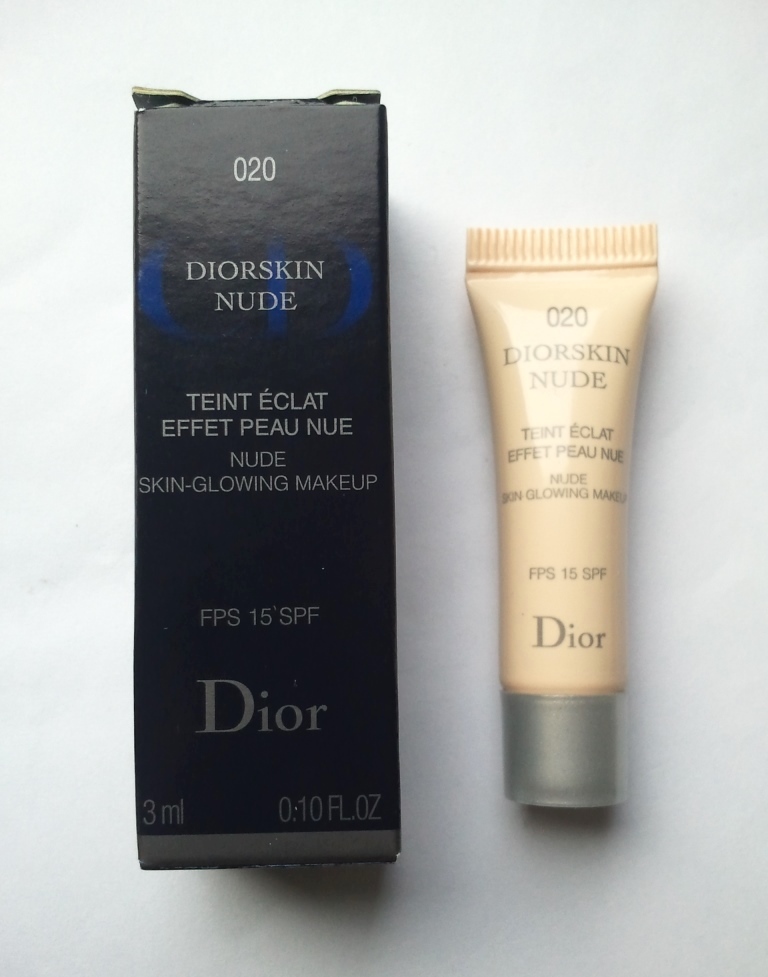 020
DIORSKIN
NUDE
TEINT ÉCLAT
EFFET PEAU NUE
NUDE
SKIN-GLOWING MAKEUP
FPS 15 SPF
Dior
3 ml 0.10 FL.OZ
020
DIORSKIN
NUDE
TEINT ÉCLAT
EFFET PEAU NUE
NUDE
SKIN-GLOWING MAKEUP
FPS 15 SPF
Dior